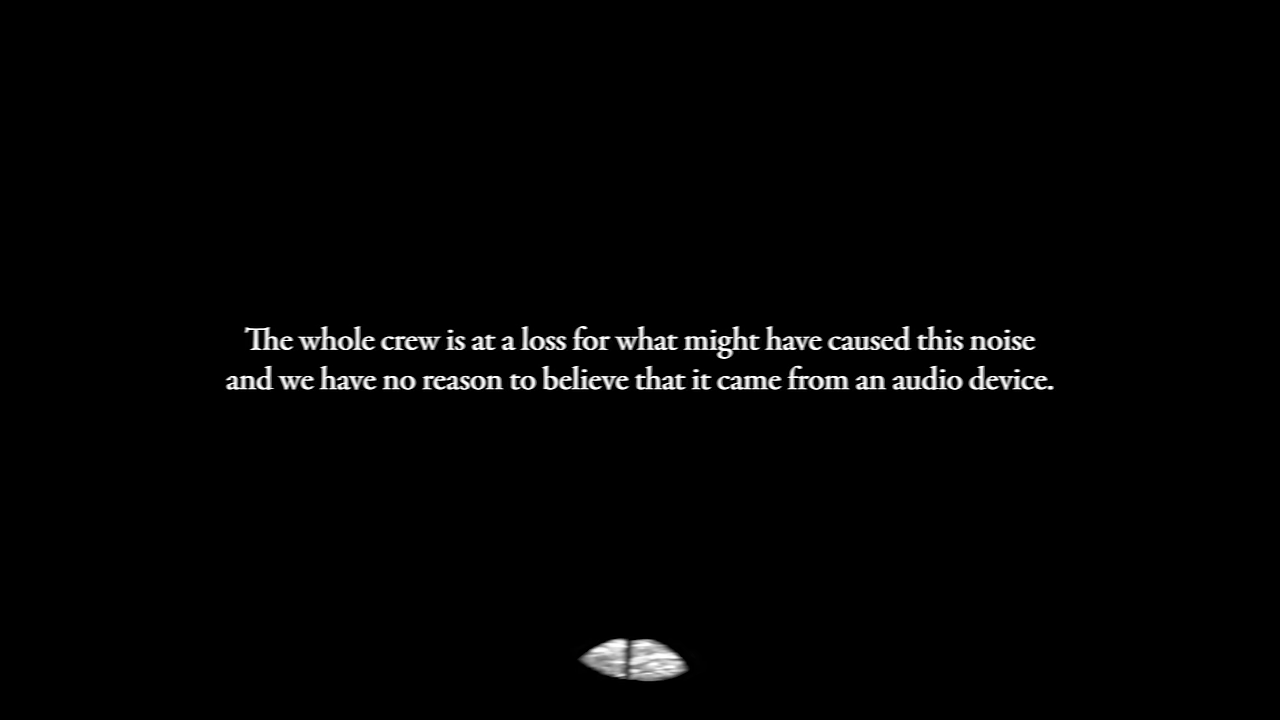 The whole crew is at a loss for what might have caused this noise
and we have no reason to believe that it came from an audio device.